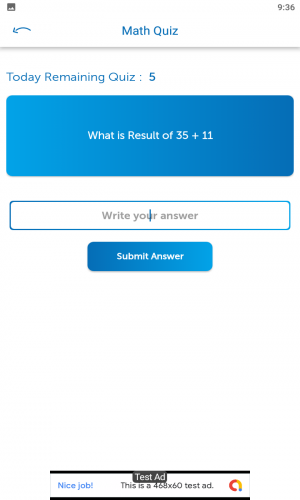 9:36
Math Quiz
Today Remaining Quiz : 5
What is Result of 35 + 11
Write your answer
Submit Answer
Test Ad
Nice job! This is a 468x60 test ad.